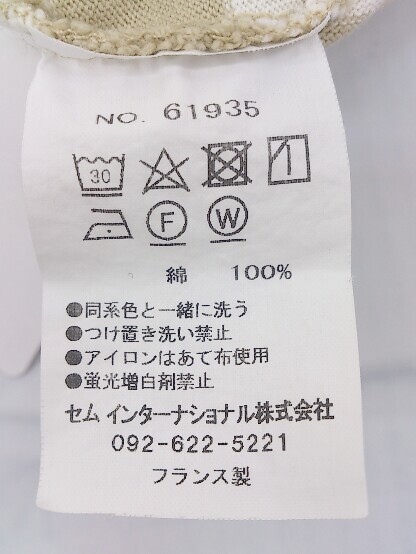 NO. 61935
30
F W
綿 100%
●同系色と一緒に洗う
●つけ置き洗い禁止
●アイロンはあて布使用
●蛍光増白剤禁止
セム インターナショナル株式会社
092-622-5221
フランス製